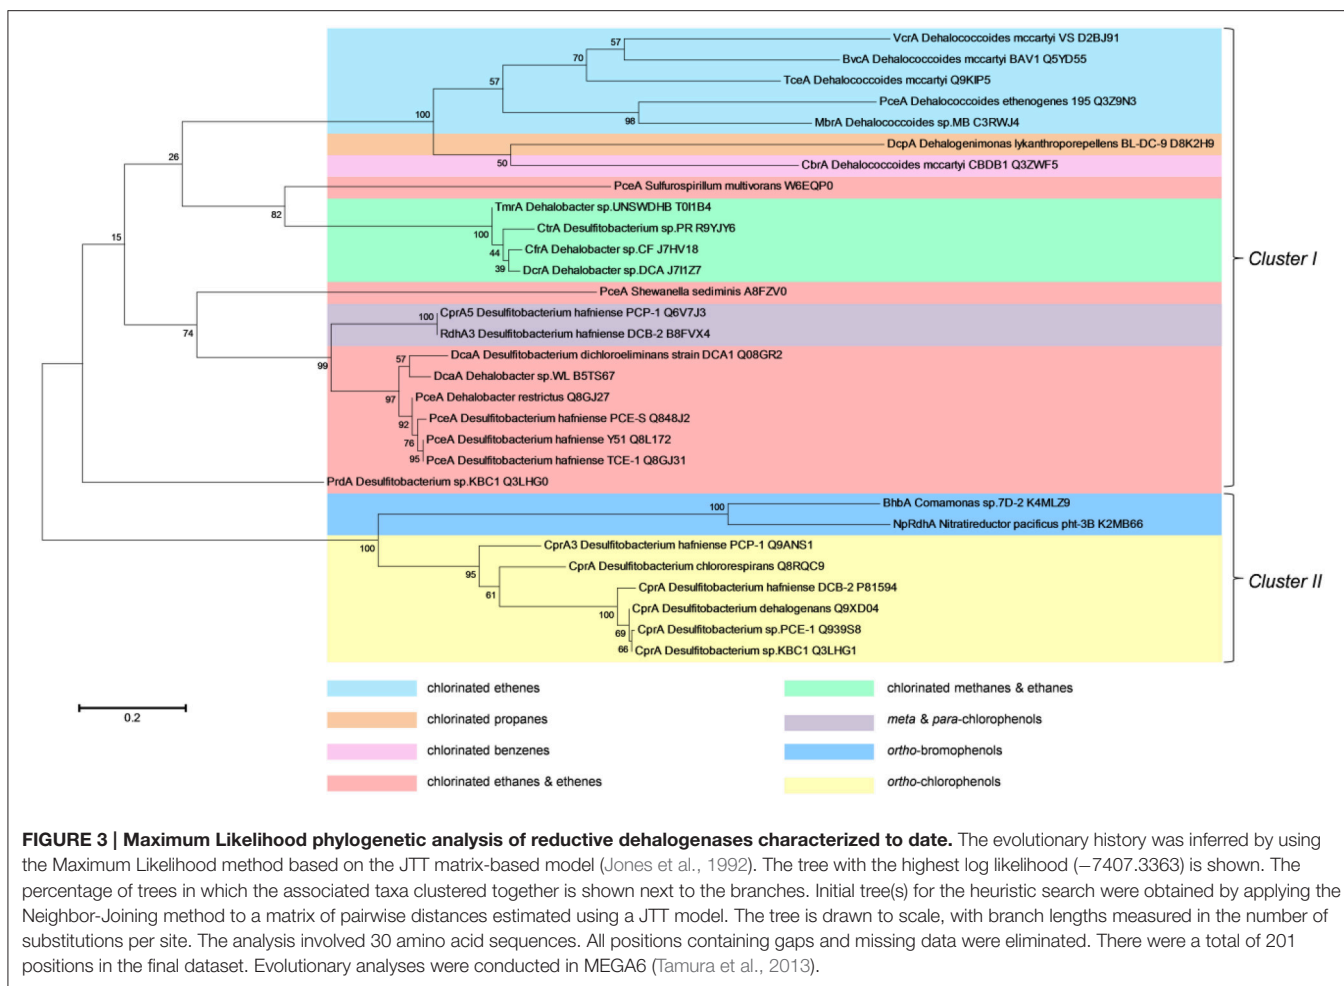 VcrA Dehalococcoides mccartyi VS D2BJ91
57
BvcA Dehalococcoides mccartyi BAV1 Q5YD55
70
TceA Dehalococcoides mccartyi Q9KIP5
57
PceA Dehalococcoides ethenogenes 195 Q3Z9N3
98
MbrA Dehalococcoides sp.MB C3RWJ4
100
DcpA Dehalogenimonas lykanthroporepellens BL-DC-9 D8K2H9
50
CbrA Dehalococcoides mccartyi CBDB1 Q3ZWF5
26
PceA Sulfurospirillum multivorans W6EQP0
82
TmrA Dehalobacter sp.UNSWDHB T0I1B4
100
CtrA Desulfitobacterium sp.PR R9YJY6
15
44
CfrA Dehalobacter sp.CF J7HV18
39
DcrA Dehalobacter sp.DCA J7I1Z7
Cluster I
PceA Shewanella sediminis A8FZV0
100
CprA5 Desulfitobacterium hafniense PCP-1 Q6V7J3
74
RdhA3 Desulfitobacterium hafniense DCB-2 B8FVX4
99
57
DcaA Desulfitobacterium dichloroeliminans strain DCA1 Q08GR2
DcaA Dehalobacter sp.WL B5TS67
97
PceA Dehalobacter restrictus Q8GJ27
92
PceA Desulfitobacterium hafniense PCE-S Q848J2
76
PceA Desulfitobacterium hafniense Y51 Q8L172
95
PceA Desulfitobacterium hafniense TCE-1 Q8GJ31
PrdA Desulfitobacterium sp.KBC1 Q3LHG0
BhbA Comamonas sp.7D-2 K4MLZ9
100
NpRdhA Nitratireductor pacificus pht-3B K2MB66
100
CprA3 Desulfitobacterium hafniense PCP-1 Q9ANS1
95
CprA Desulfitobacterium chlororespirans Q8RQC9
61
CprA Desulfitobacterium hafniense DCB-2 P81594
Cluster II
100
CprA Desulfitobacterium dehalogenans Q9XD04
69
CprA Desulfitobacterium sp.PCE-1 Q939S8
66
CprA Desulfitobacterium sp.KBC1 Q3LHG1
0.2
chlorinated ethenes
chlorinated propanes
chlorinated benzenes
chlorinated ethanes & ethenes
chlorinated methanes & ethanes
meta & para-chlorophenols
ortho-bromophenols
ortho-chlorophenols
FIGURE 3 | Maximum Likelihood phylogenetic analysis of reductive dehalogenases characterized to date. The evolutionary history was inferred by using
the Maximum Likelihood method based on the JTT matrix-based model (Jones et al., 1992). The tree with the highest log likelihood (−7407.3363) is shown. The
percentage of trees in which the associated taxa clustered together is shown next to the branches. Initial tree(s) for the heuristic search were obtained by applying the
Neighbor-Joining method to a matrix of pairwise distances estimated using a JTT model. The tree is drawn to scale, with branch lengths measured in the number of
substitutions per site. The analysis involved 30 amino acid sequences. All positions containing gaps and missing data were eliminated. There were a total of 201
positions in the final dataset. Evolutionary analyses were conducted in MEGA6 (Tamura et al., 2013).